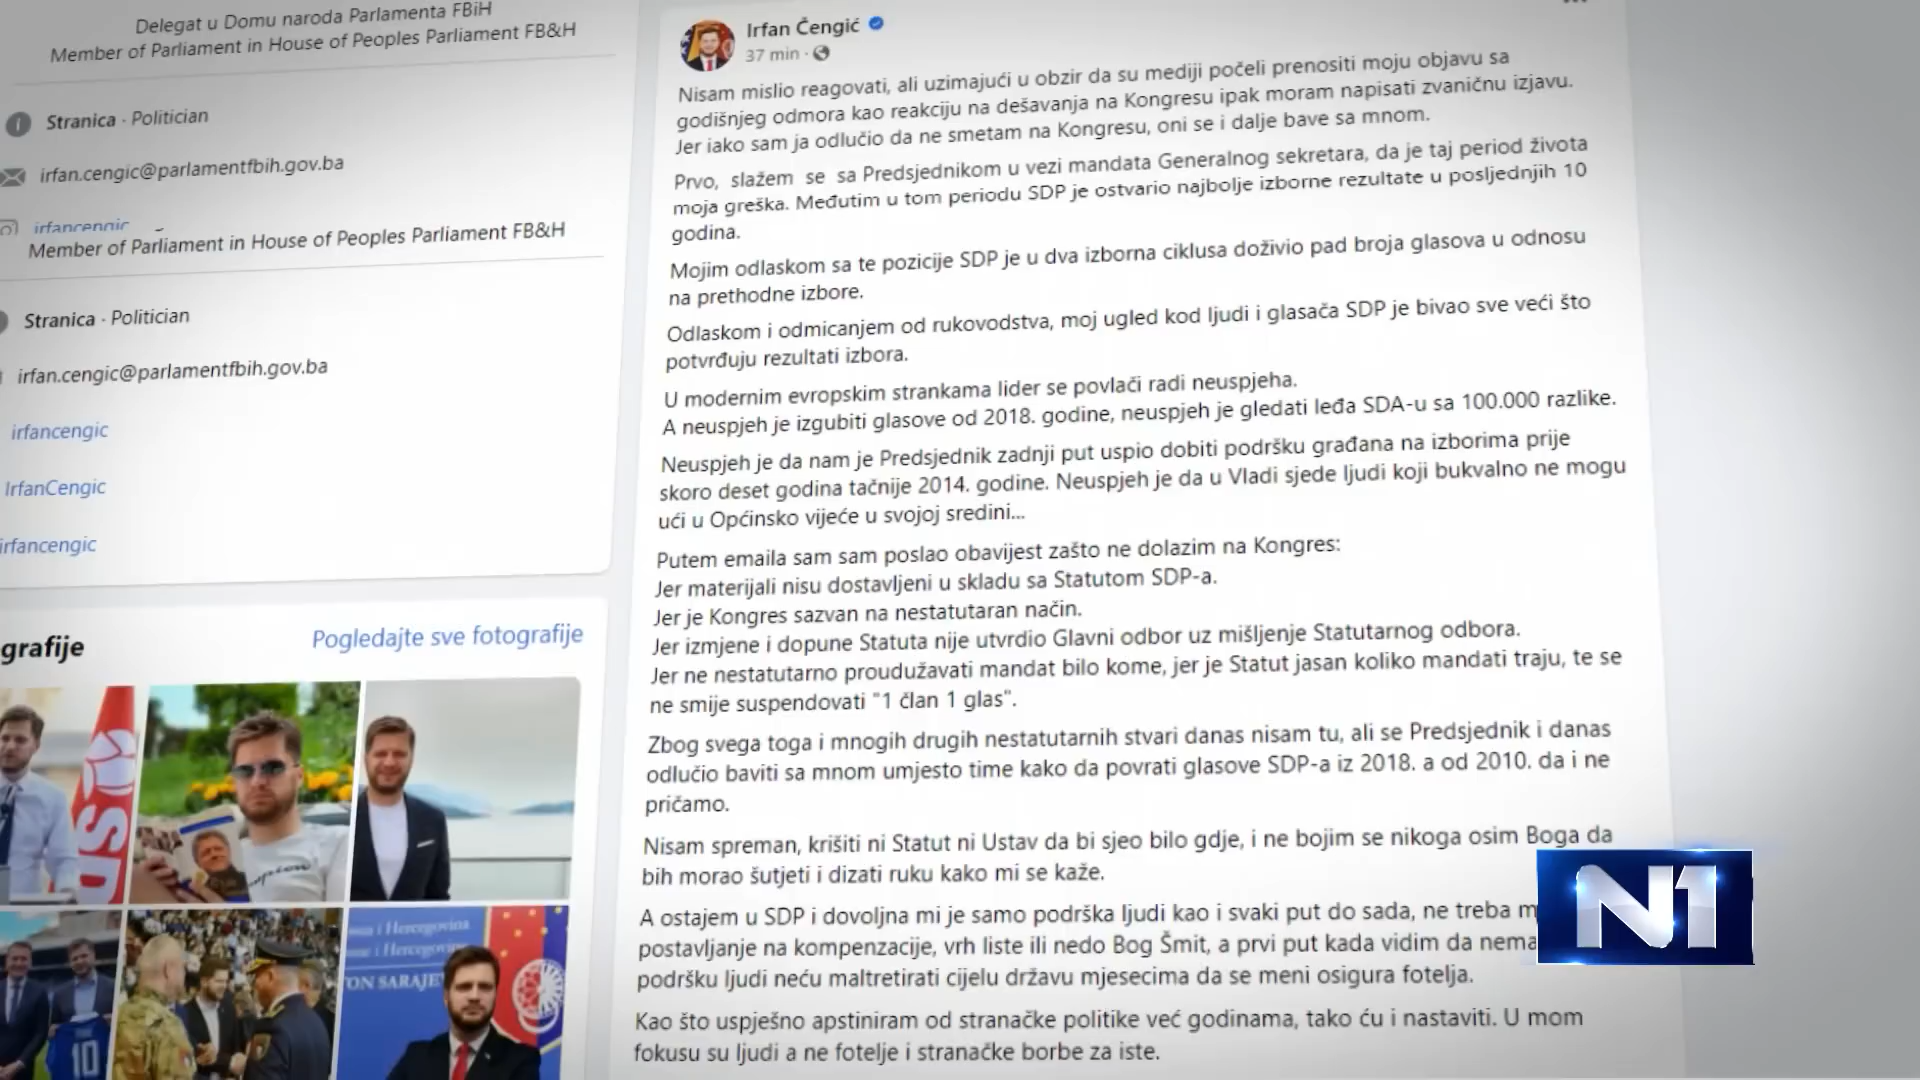 Delegat u Domu naroda Parlamenta FBiH
Member of Parliament in House of Peoples Parliament FB&H
Stranica · Politician
irfan.cengic@parlamentfbih.gov.ba
irfancengic
Member of Parliament in House of Peoples Parliament FB&H
Stranica · Politician
irfan.cengic@parlamentfbih.gov.ba
irfancengic
IrfanCengic
irfancengic
grafije
Pogledajte sve fotografije
SDP
TON SARAJE
10
Irfan Čengić
37 min ·
Nisam mislio reagovati, ali uzimajući u obzir da su mediji počeli prenositi moju objavu sa
godišnjeg odmora kao reakciju na dešavanja na Kongresu ipak moram napisati zvaničnu izjavu.
Jer iako sam ja odlučio da ne smetam na Kongresu, oni se i dalje bave sa mnom.
Prvo, slažem se sa Predsjednikom u vezi mandata Generalnog sekretara, da je taj period života
moja greška. Međutim u tom periodu SDP je ostvario najbolje izborne rezultate u posljednjih 10
godina.
Mojim odlaskom sa te pozicije SDP je u dva izborna ciklusa doživio pad broja glasova u odnosu
na prethodne izbore.
Odlaskom i odmicanjem od rukovodstva, moj ugled kod ljudi i glasača SDP je bivao sve veći što
potvrđuju rezultati izbora.
U modernim evropskim strankama lider se povlači radi neuspjeha.
A neuspjeh je izgubiti glasove od 2018. godine, neuspjeh je gledati leđa SDA-u sa 100.000 razlike.
Neuspjeh je da nam je Predsjednik zadnji put uspio dobiti podršku građana na izborima prije
skoro deset godina tačnije 2014. godine. Neuspjeh je da u Vladi sjede ljudi koji bukvalno ne mogu
ući u Općinsko vijeće u svojoj sredini...
Putem emaila sam sam poslao obavijest zašto ne dolazim na Kongres:
Jer materijali nisu dostavljeni u skladu sa Statutom SDP-a.
Jer je Kongres sazvan na nestatutaran način.
Jer izmjene i dopune Statuta nije utvrdio Glavni odbor uz mišljenje Statutarnog odbora.
Jer ne nestatutarno proudužavati mandat bilo kome, jer je Statut jasan koliko mandati traju, te se
ne smije suspendovati "1 član 1 glas".
Zbog svega toga i mnogih drugih nestatutarnih stvari danas nisam tu, ali se Predsjednik i danas
odlučio baviti sa mnom umjesto time kako da povrati glasove SDP-a iz 2018. a od 2010. da i ne
pričamo.
Nisam spreman, krišiti ni Statut ni Ustav da bi sjeo bilo gdje, i ne bojim se nikoga osim Boga da
bih morao šutjeti i dizati ruku kako mi se kaže.
A ostajem u SDP i dovoljna mi je samo podrška ljudi kao i svaki put do sada, ne treba
postavljanje na kompenzacije, vrh liste ili nedo Bog Šmit, a prvi put kada vidim da nema
podršku ljudi neću maltretirati cijelu državu mjesecima da se meni osigura fotelja.
Kao što uspješno apstiniram od stranačke politike već godinama, tako ću i nastaviti. U mom
fokusu su ljudi a ne fotelje i stranačke borbe za iste.
N1